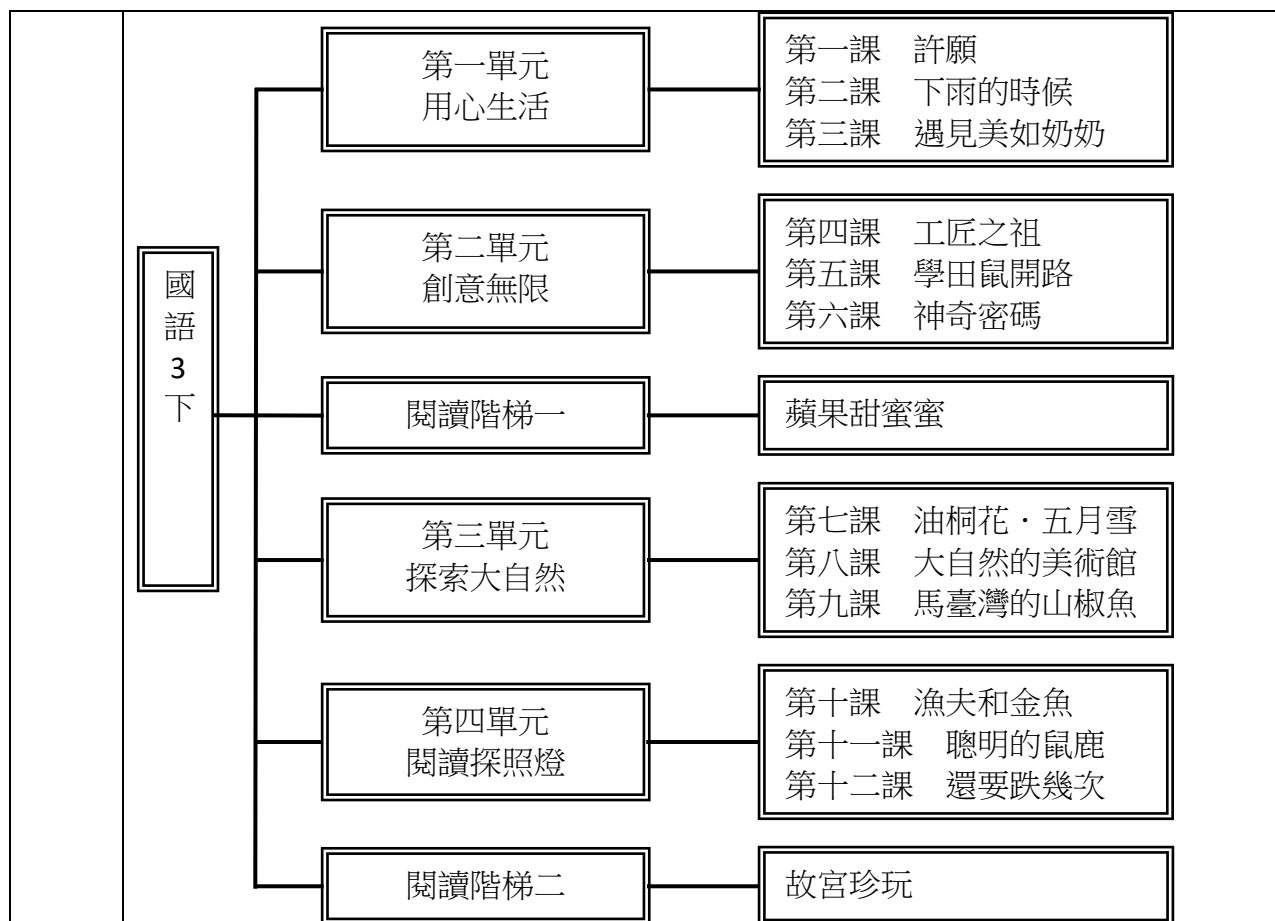 國
語
3
下
第一單元
用心生活
第一課　許願
第二課　下雨的時候
第三課　遇見美如奶奶
第二單元
創意無限
第四課　工匠之祖
第五課　學田鼠開路
第六課　神奇密碼
閱讀階梯一
蘋果甜蜜蜜
第三單元
探索大自然
第七課　油桐花‧五月雪
第八課　大自然的美術館
第九課　馬臺灣的山椒魚
第四單元
閱讀探照燈
第十課　漁夫和金魚
第十一課　聰明的鼠鹿
第十二課　還要跌幾次
閱讀階梯二
故宮珍玩